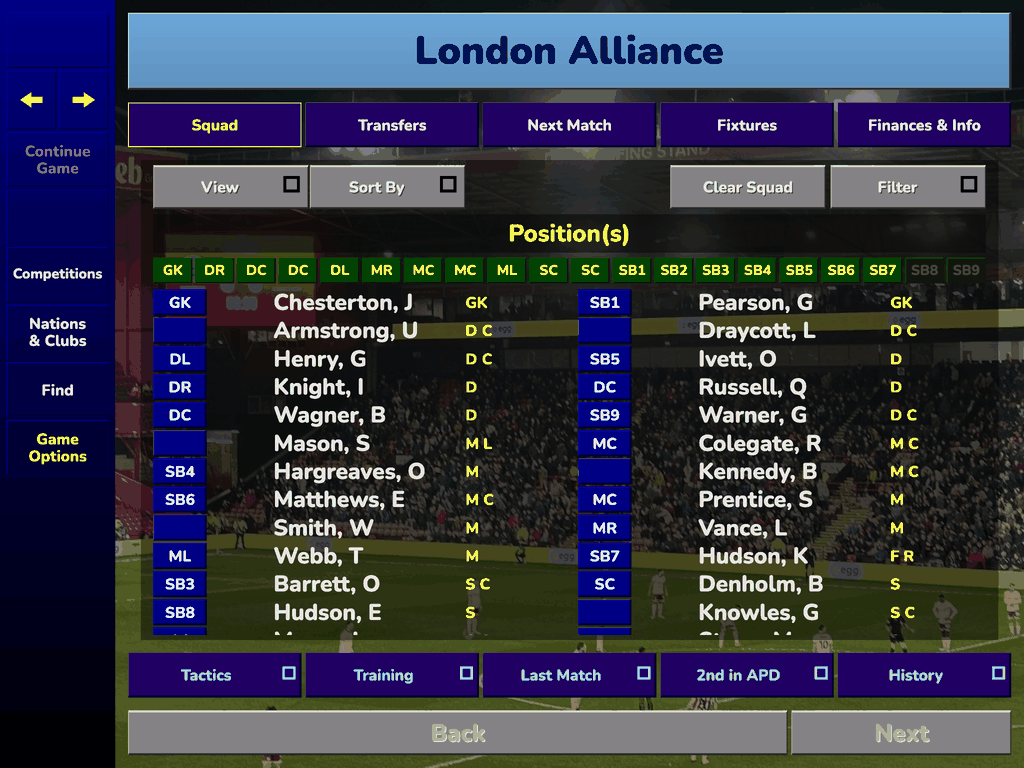 London Alliance
Squad Transfers Next Match Fixtures Finances & Info
Continue
Game
View Sort By Clear Squad Filter
Position(s)
GK DR DC DC DL MR MC MC ML SC SC SB1 SB2 SB3 SB4 SB5 SB6 SB7 SB8 SB9
Competitions
Nations
& Clubs
Find
Game
Options
GK Chesterton, J GK SB1 Pearson, G GK
Armstrong, U D C Draycott, L D C
DL Henry, G D C SB5 Ivett, O D
DR Knight, I D DC Russell, Q D
DC Wagner, B D SB9 Warner, G D C
Mason, S M L MC Colegate, R M C
SB4 Hargreaves, O M Kennedy, B M C
SB6 Matthews, E M C MC Prentice, S M
Smith, W M MR Vance, L M
ML Webb, T M SB7 Hudson, K F R
SB3 Barrett, O S C SC Denholm, B S
SB8 Hudson, E S Knowles, G S C
Tactics Training Last Match 2nd in APD History
Back Next